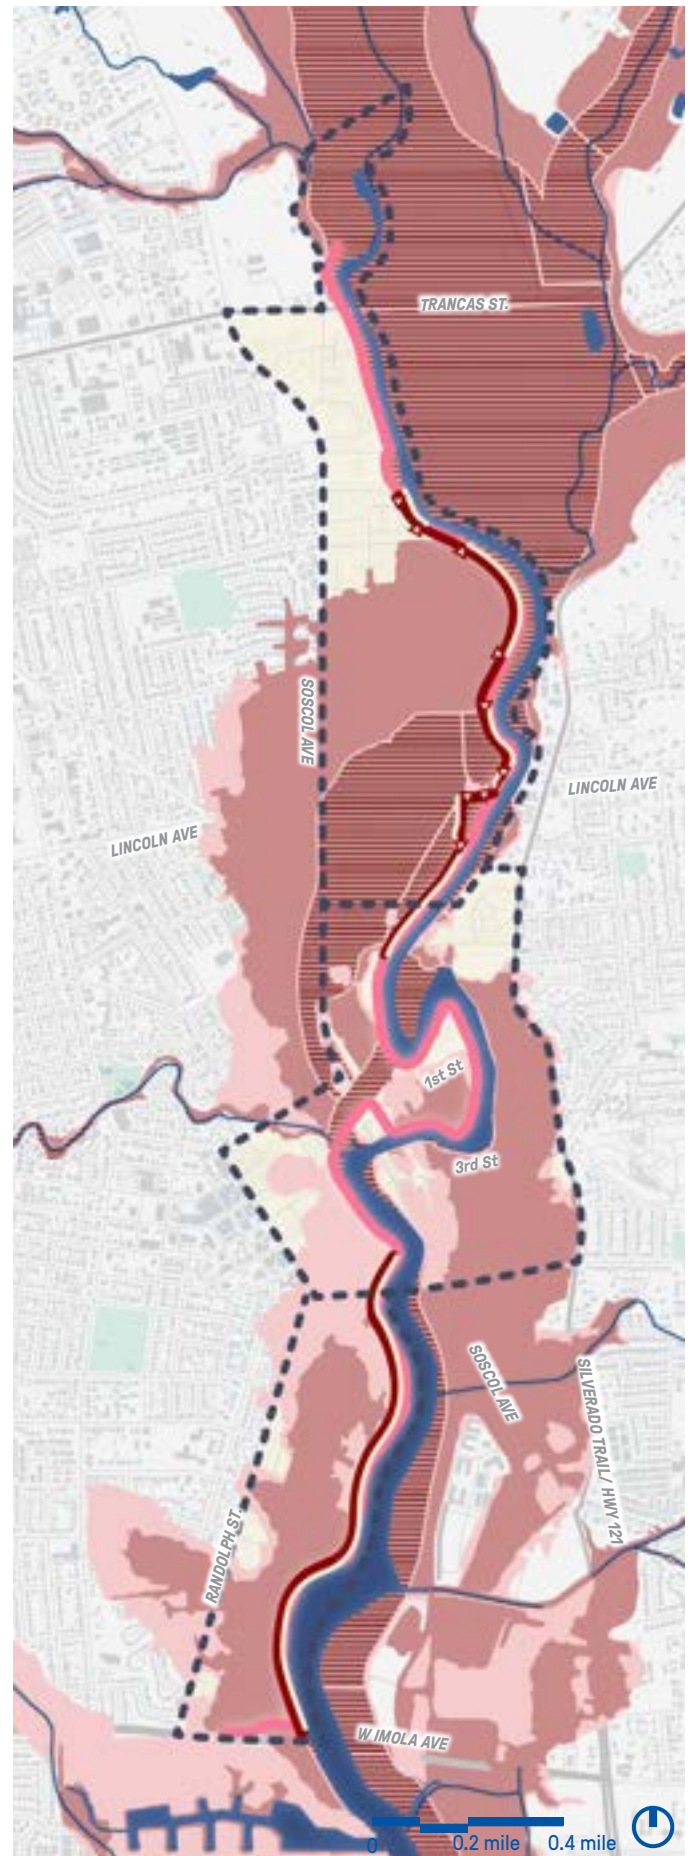 TRANCAS ST.
SOSCOL AVE
LINCOLN AVE
LINCOLN AVE
1st St
3rd St
SOSCOL AVE
SILVERADO TRAIL/ HWY 121
RANDOLPH ST.
W IMOLA AVE
0 0.2 mile 0.4 mile